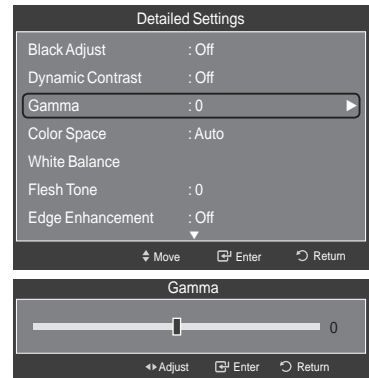 Detailed Settings
Black Adjust : Off
Dynamic Contrast : Off
Gamma : 0 ►
Color Space : Auto
White Balance
Flesh Tone : 0
Edge Enhancement : Off
▼
Move Enter Return
Gamma
0
Adjust Enter Return